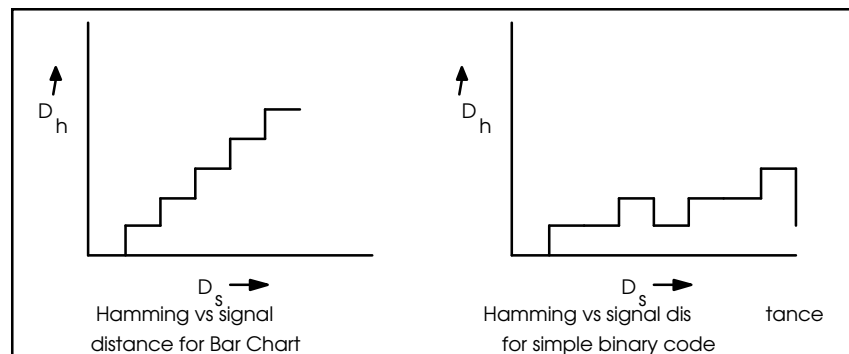 D
h
D
s
Hamming vs signal
distance for Bar Chart
D
h
D
s
Hamming vs signal dis tance
for simple binary code